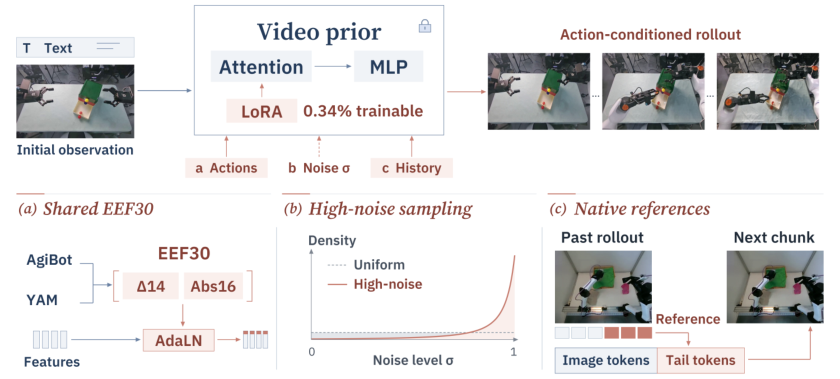 T Text
Initial observation
Video prior
Attention
MLP
LoRA
0.34% trainable
a Actions
b Noise σ
c History
Action-conditioned rollout
...
...
(a) Shared EEF30
AgiBot
YAM
EEF30
Δ14
Abs16
AdaLN
Features
(b) High-noise sampling
Density
Uniform
High-noise
0
1
Noise level σ
(c) Native references
Past rollout
Next chunk
Reference
Image tokens
Tail tokens